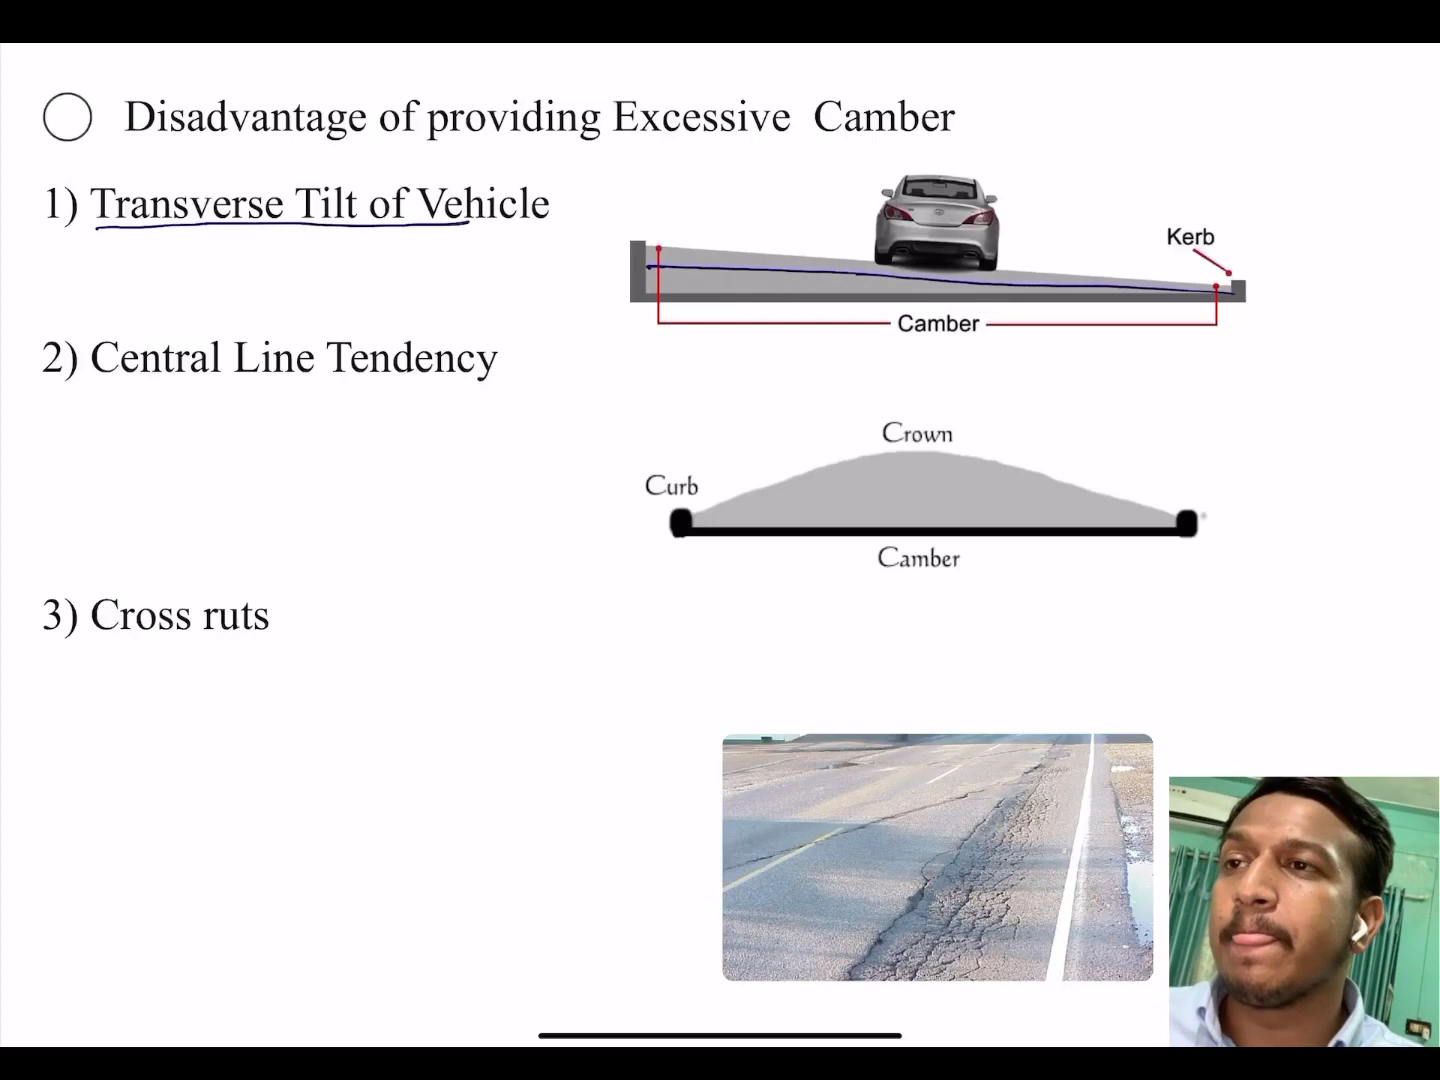 Disadvantage of providing Excessive Camber
1) Transverse Tilt of Vehicle
Kerb
Camber
2) Central Line Tendency
Crown
Curb
Camber
3) Cross ruts